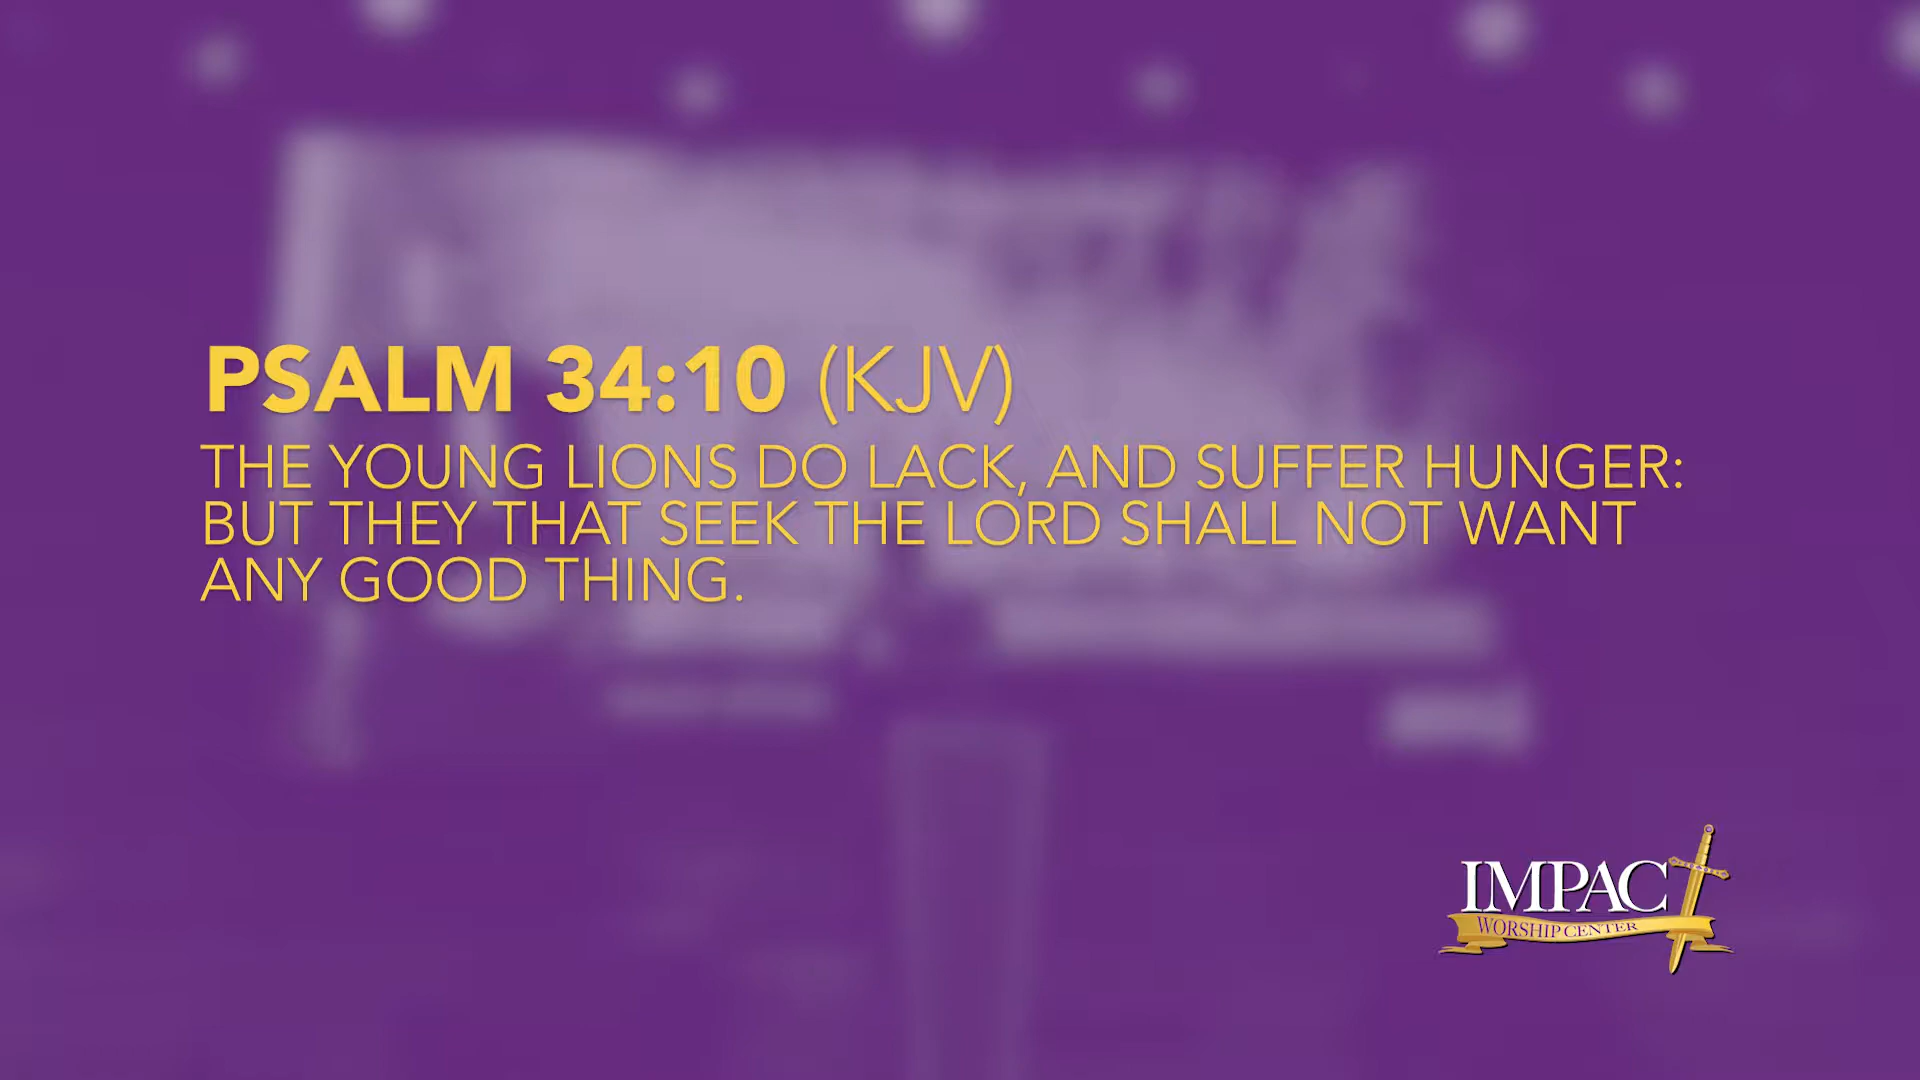 PSALM 34:10 (KJV)
THE YOUNG LIONS DO LACK, AND SUFFER HUNGER:
BUT THEY THAT SEEK THE LORD SHALL NOT WANT
ANY GOOD THING.
IMPACT
WORSHIP CENTER